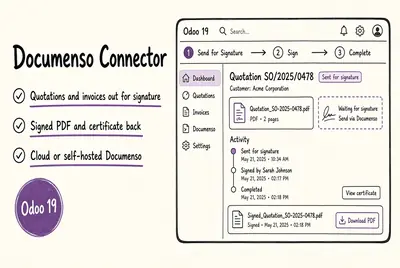 Documenso Connector
Quotations and invoices out for signature
Signed PDF and certificate back
Cloud or self-hosted Documenso
Odoo 19
Odoo 19
Search...
1 Send for Signature
2 Sign
3 Complete
Dashboard
Quotations
Invoices
Documenso
Settings
Quotation SO/2025/0478
Sent for signature
Customer: Acme Corporation
Quotation_SO-2025-0478.pdf
PDF • 2 pages
Waiting for signature
Send via Documenso
Activity
Sent for signature
May 21, 2025 • 10:34 AM
Signed by Sarah Johnson
May 21, 2025 • 02:17 PM
Completed
May 21, 2025 • 02:18 PM
View certificate
Signed_Quotation_SO-2025-0478.pdf
Signed • May 21, 2025 • 02:18 PM
Download PDF